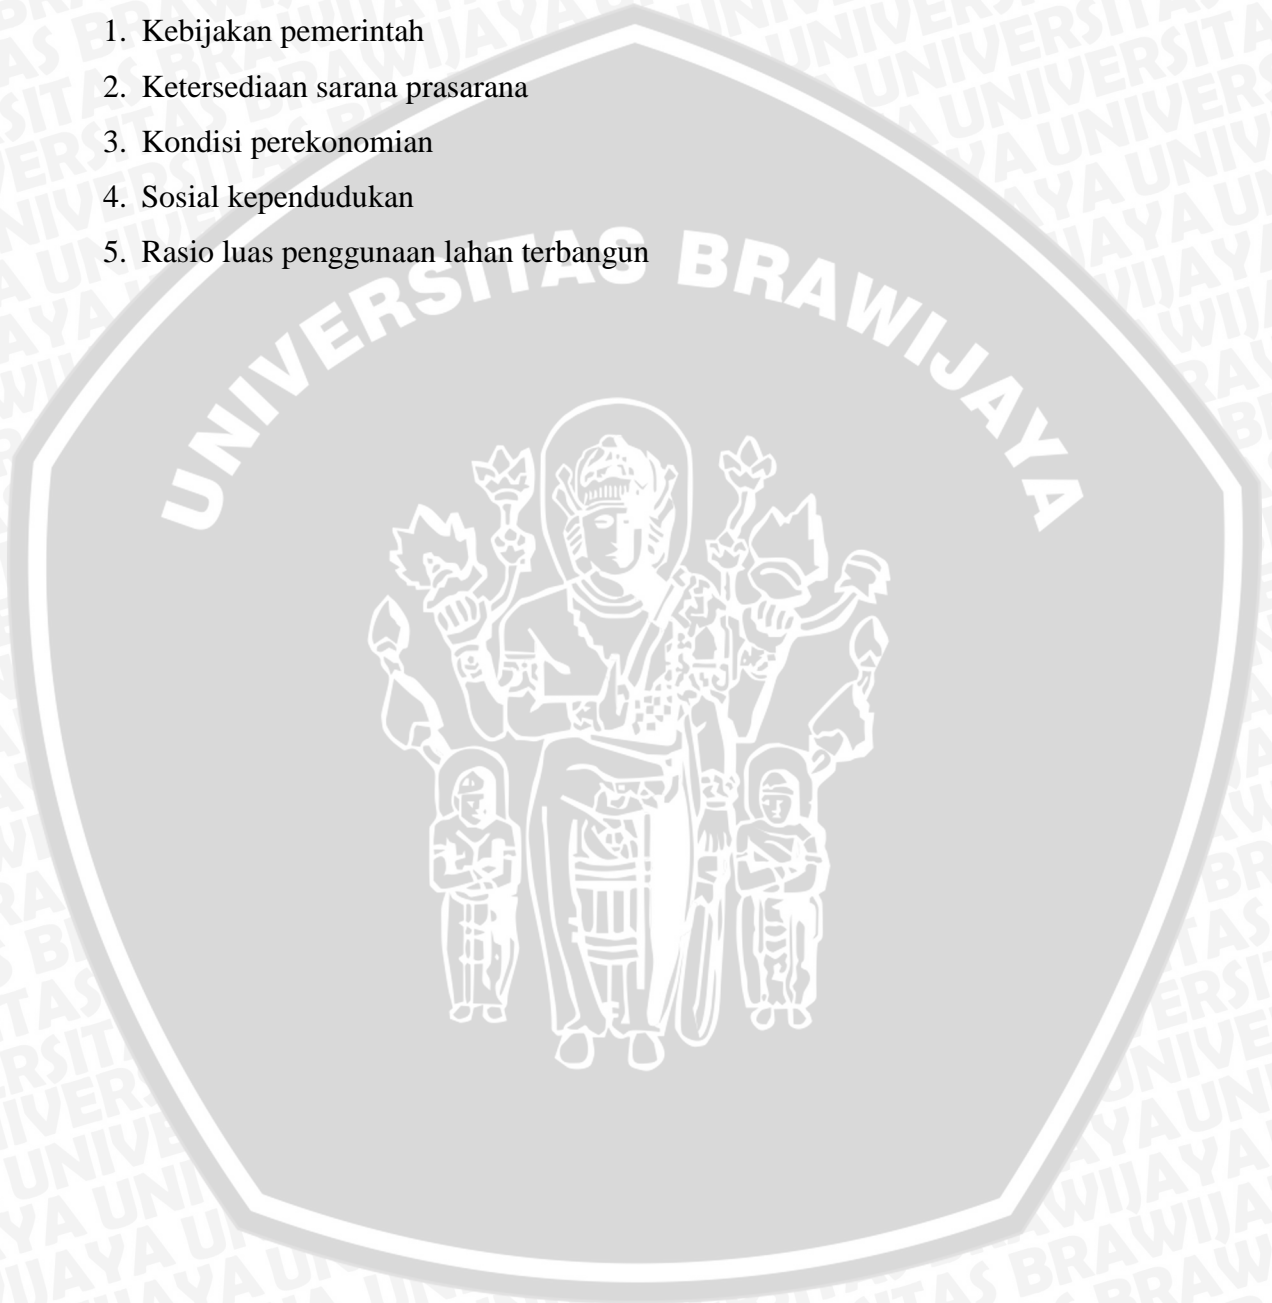 1. Kebijakan pemerintah
2. Ketersediaan sarana prasarana
3. Kondisi perekonomian
4. Sosial kependudukan
5. Rasio luas penggunaan lahan terbangun
UNIVERSITAS BRAWIJAYA